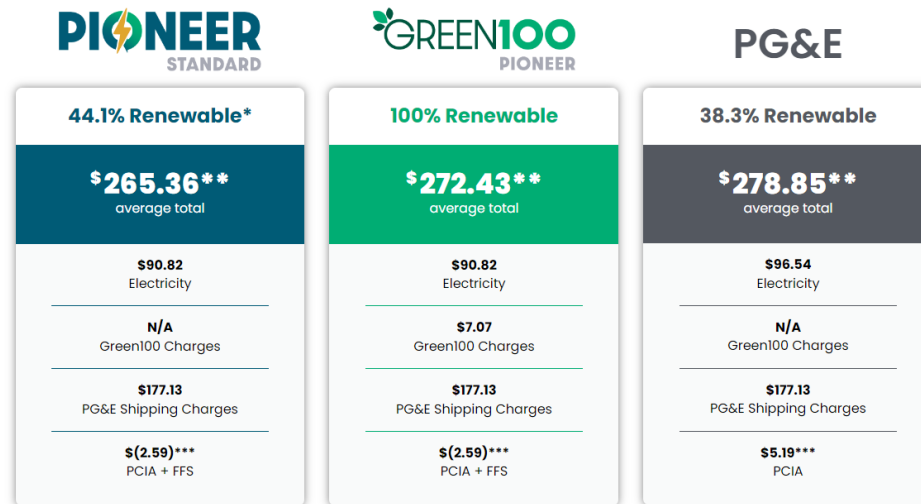 PIONEER
STANDARD
44.1% Renewable*
$265.36**
average total
$90.82
Electricity
N/A
Green100 Charges
$177.13
PG&E Shipping Charges
$(2.59)***
PCIA + FFS
GREEN100
PIONEER
100% Renewable
$272.43**
average total
$90.82
Electricity
$7.07
Green100 Charges
$177.13
PG&E Shipping Charges
$(2.59)***
PCIA + FFS
PG&E
38.3% Renewable
$278.85**
average total
$96.54
Electricity
N/A
Green100 Charges
$177.13
PG&E Shipping Charges
$5.19***
PCIA